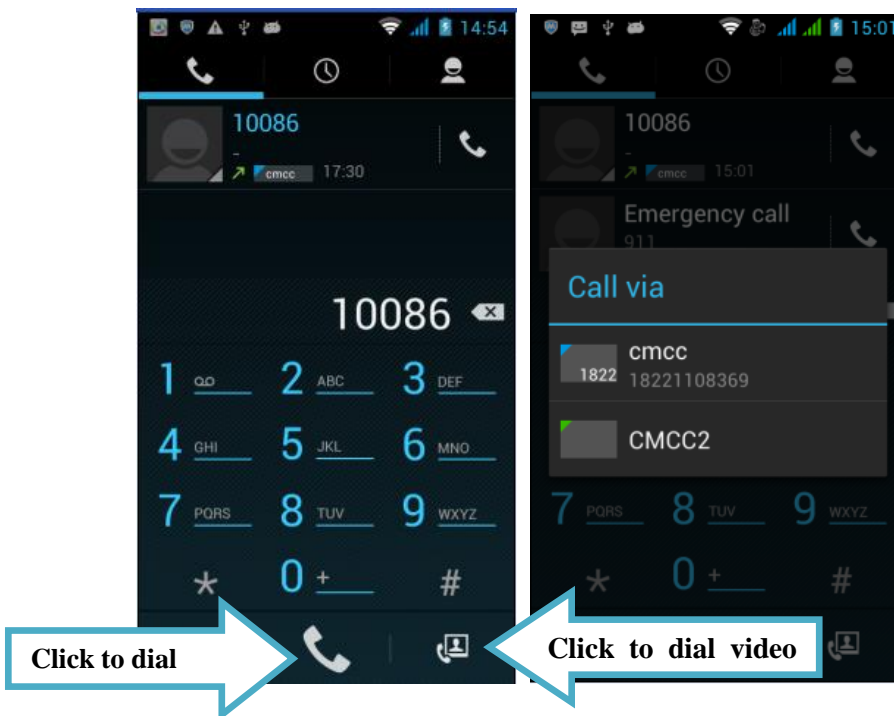 14:54
10086
-
cmcc 17:30
10086
1 2 ABC 3 DEF
4 GHI 5 JKL 6 MNO
7 PQRS 8 TUV 9 WXYZ
* 0 + #
Click to dial
15:01
10086
-
cmcc 15:01
Emergency call
911
Call via
cmcc
1822 18221108369
CMCC2
7 PQRS 8 TUV 9 WXYZ
* 0 + #
Click to dial video